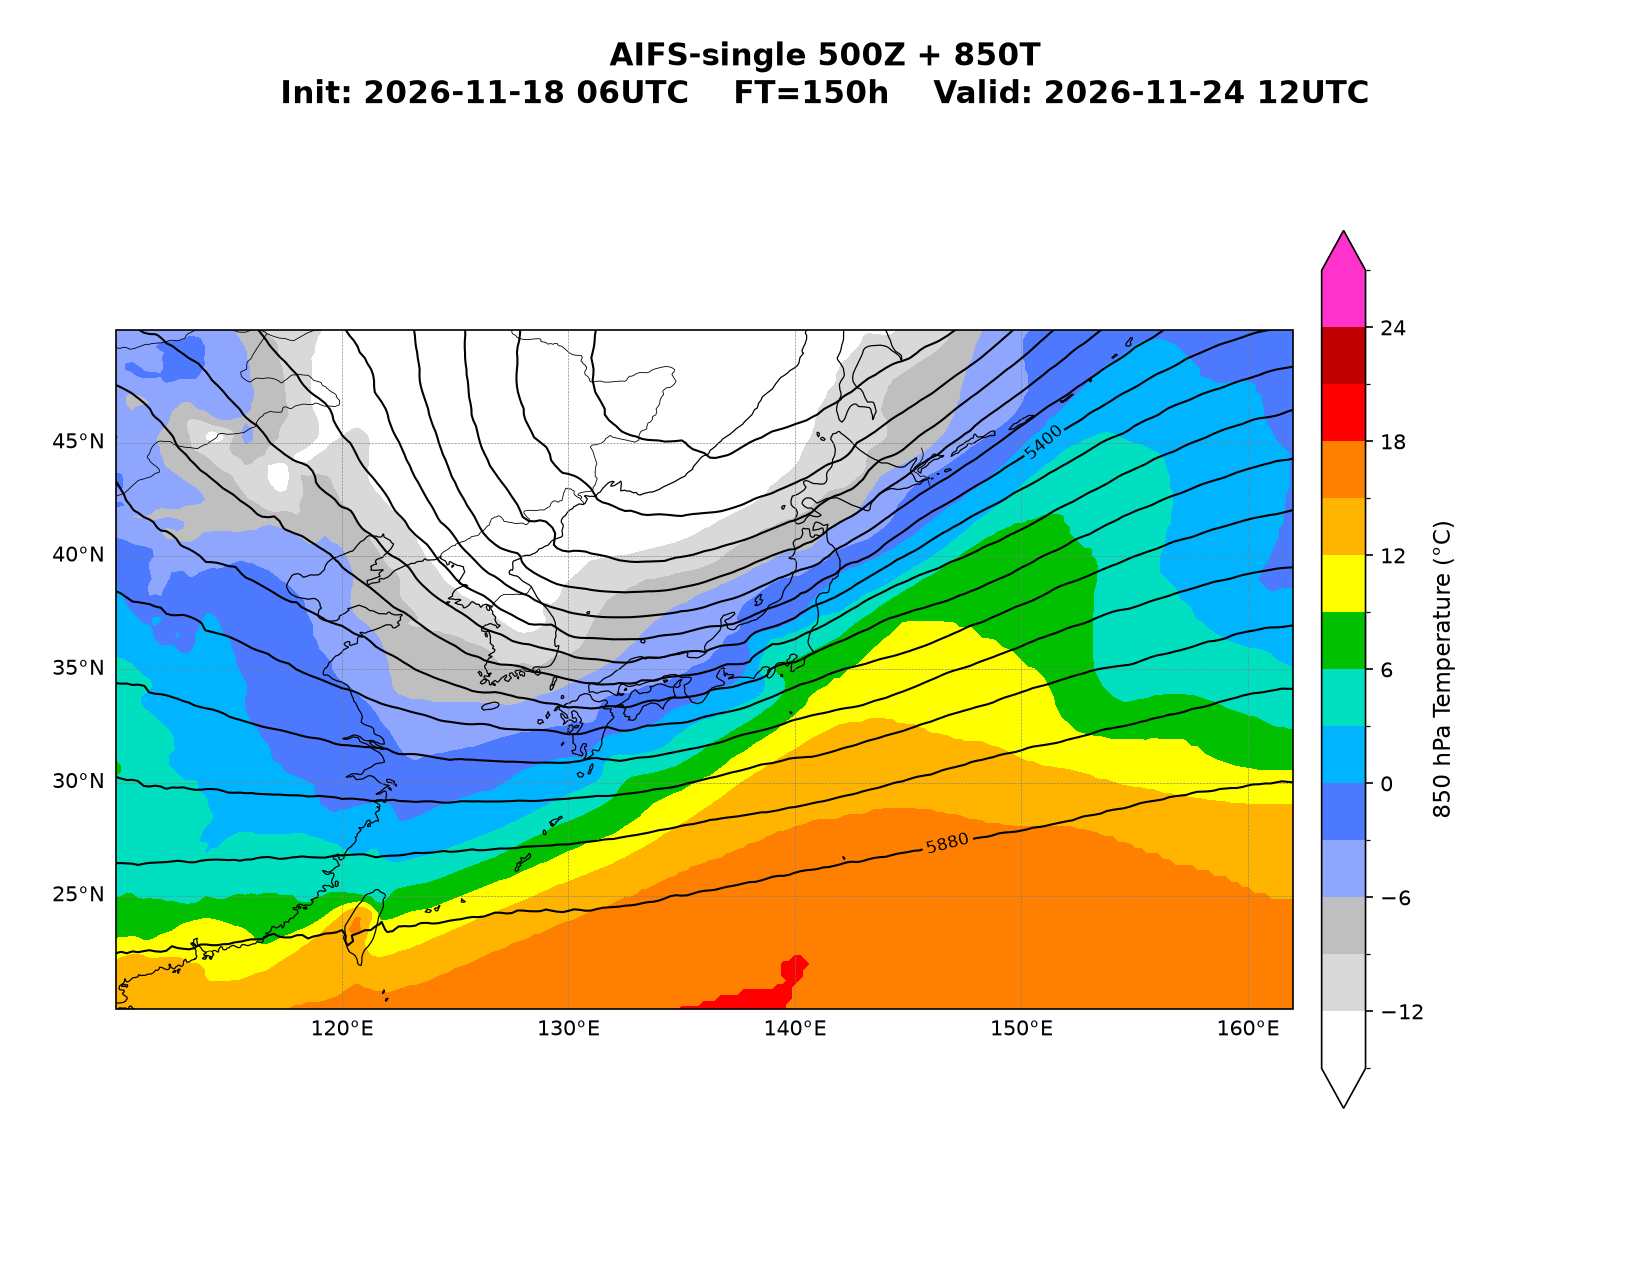 AIFS-single 500Z + 850T
Init: 2026-11-18 06UTC    FT=150h    Valid: 2026-11-24 12UTC
24
18
12
6
0
−6
−12
850 hPa Temperature (°C)
45°N
40°N
35°N
30°N
25°N
5400
5880
120°E
130°E
140°E
150°E
160°E